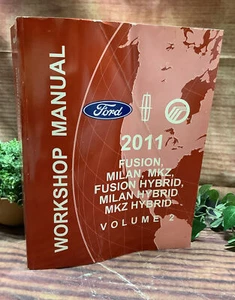 WORKSHOP MANUAL
Ford
2011
FUSION,
MILAN, MKZ,
FUSION HYBRID,
MILAN HYBRID
MKZ HYBRID
VOLUME 2